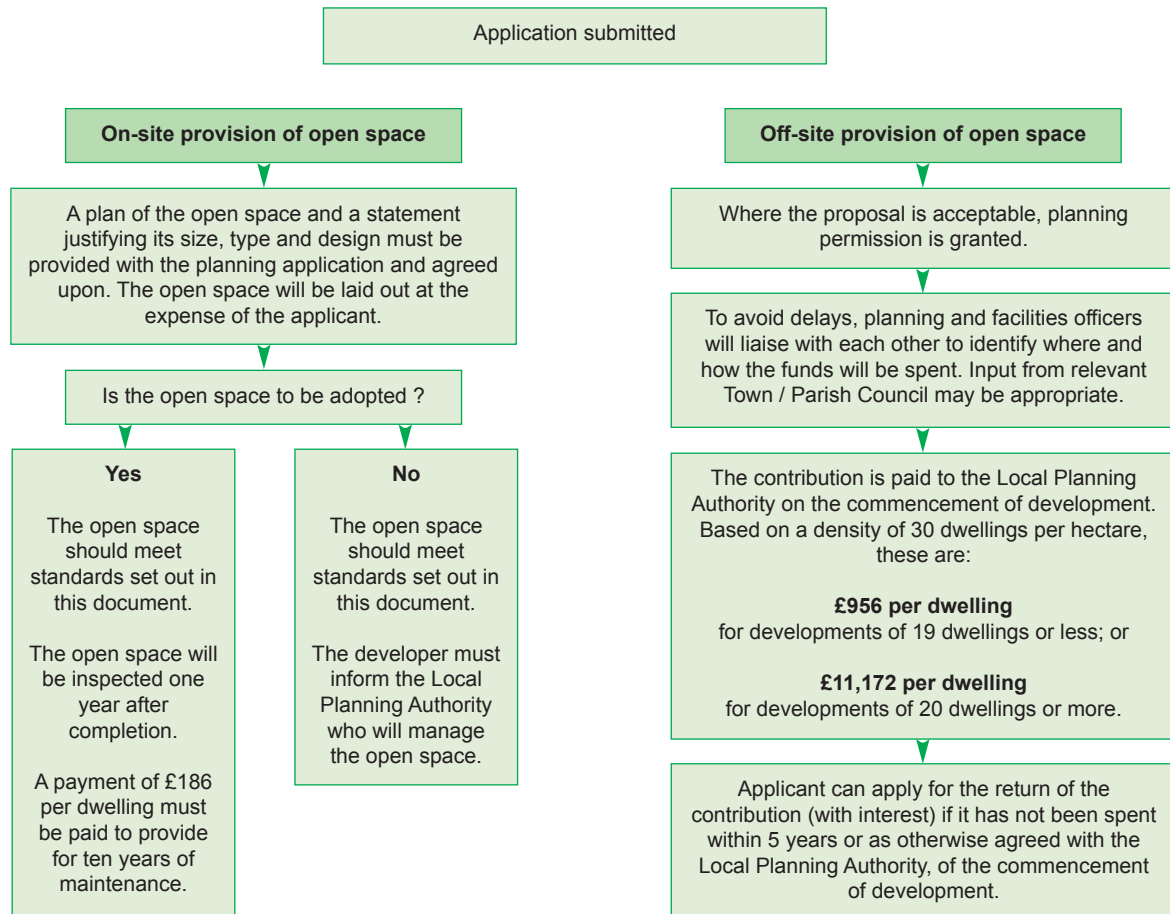 Application submitted
On-site provision of open space
A plan of the open space and a statement
justifying its size, type and design must be
provided with the planning application and agreed
upon. The open space will be laid out at the
expense of the applicant.
Is the open space to be adopted ?
Yes
The open space
should meet
standards set out in
this document.
The open space will
be inspected one
year after
completion.
A payment of £186
per dwelling must
be paid to provide
for ten years of
maintenance.
No
The open space
should meet
standards set out in
this document.
The developer must
inform the Local
Planning Authority
who will manage
the open space.
Off-site provision of open space
Where the proposal is acceptable, planning
permission is granted.
To avoid delays, planning and facilities officers
will liaise with each other to identify where and
how the funds will be spent. Input from relevant
Town / Parish Council may be appropriate.
The contribution is paid to the Local Planning
Authority on the commencement of development.
Based on a density of 30 dwellings per hectare,
these are:
£956 per dwelling
for developments of 19 dwellings or less; or
£11,172 per dwelling
for developments of 20 dwellings or more.
Applicant can apply for the return of the
contribution (with interest) if it has not been spent
within 5 years or as otherwise agreed with the
Local Planning Authority, of the commencement
of development.